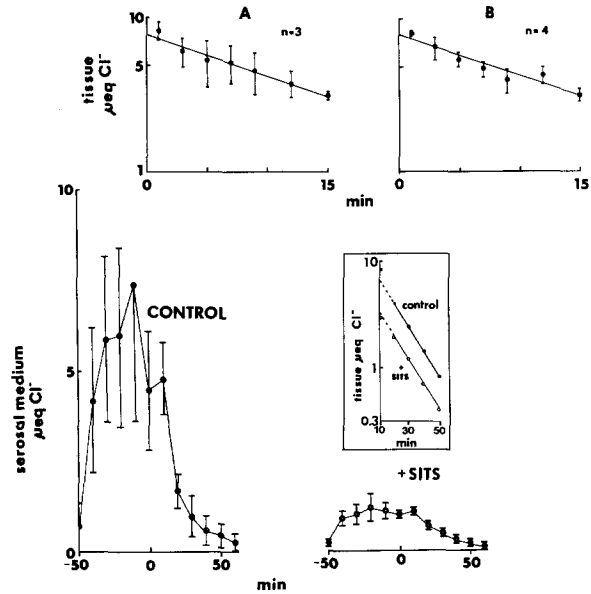 A
B
n=3
n=4
tissue
µeq Cl⁻
10
5
1
0
15
0
15
min
10
5
0
serosal medium
µeq Cl⁻
CONTROL
-50
0
50
min
10
1
0.3
tissue µeq Cl⁻
control
+
SITS
10
30
50
min
+SITS
-50
0
50